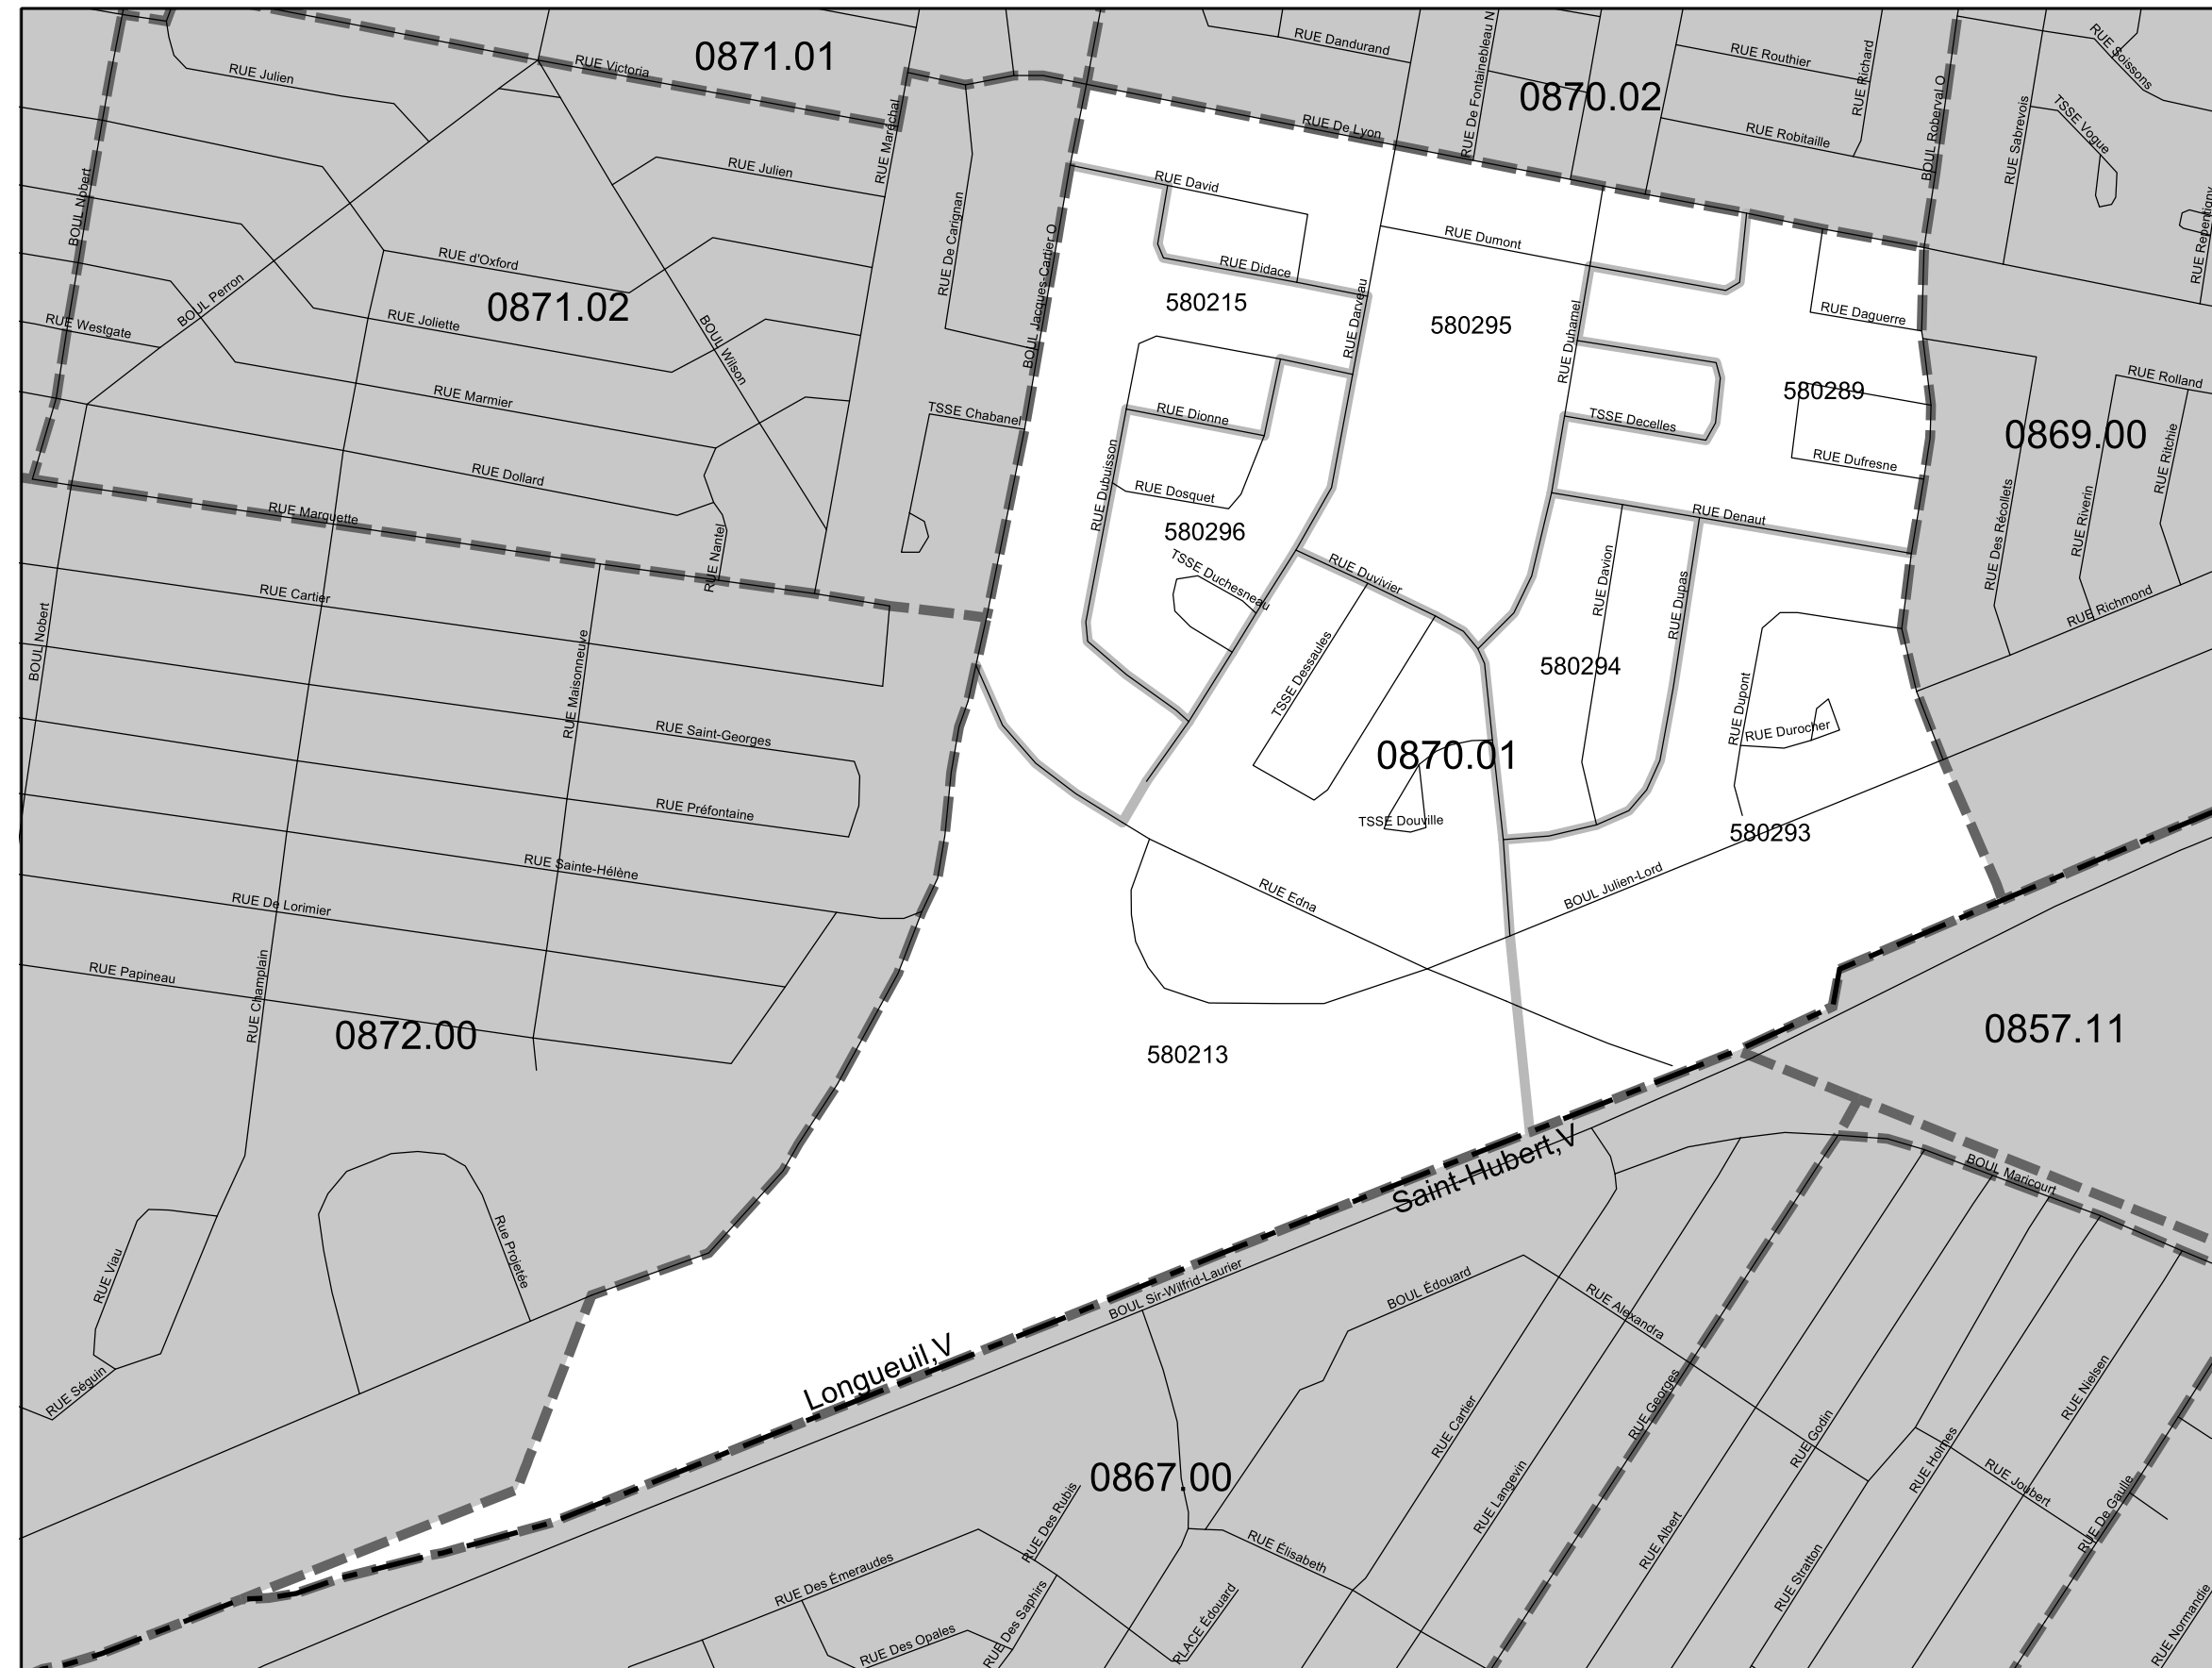 0871.01
RUE Dandurand
RUE De Fontainebleau N
0870.02
RUE Routhier
RUE Richard
RUE Soissons
RUE Julien
RUE Victoria
RUE Maréchal
RUE De Lyon
RUE Robitaille
BOUL Roberval O
RUE Sabrevois
TSSE Vogue
BOUL Nobert
RUE Julien
RUE De Carignan
RUE David
RUE Dumont
RUE Repentigny
RUE d'Oxford
BOUL Perron
0871.02
BOUL Jacques-Cartier O
RUE Didace
580215
RUE Darveau
580295
RUE Duhamel
RUE Daguerre
RUE Westgate
RUE Joliette
BOUL Wilson
RUE Marmier
TSSE Chabanel
RUE Dionne
TSSE Decelles
580289
RUE Rolland
0869.00
RUE Ritchie
RUE Dollard
RUE Dubuisson
RUE Dosquet
RUE Dufresne
RUE Marquette
RUE Nantel
580296
TSSE Duchesneau
RUE Duvivier
RUE Denaut
RUE Des Récollets
RUE Riverin
RUE Richmond
RUE Cartier
BOUL Nobert
RUE Maisonneuve
TSSE Dessaules
RUE Davion
RUE Dupas
580294
RUE Dupont
RUE Durocher
RUE Saint-Georges
0870.01
RUE Préfontaine
TSSE Douville
580293
RUE Sainte-Hélène
RUE De Lorimier
RUE Edna
BOUL Julien-Lord
RUE Papineau
RUE Champlain
0872.00
580213
0857.11
Saint-Hubert,V
BOUL Maricourt
RUE Viau
Rue Projetée
BOUL Sir-Wilfrid-Laurier
BOUL Édouard
RUE Alexandra
Longueuil,V
RUE Séguin
RUE Cartier
RUE Georges
RUE Godin
RUE Nielsen
0867.00
RUE Des Rubis
RUE Langevin
RUE Holmes
RUE Joubert
RUE De Gaulle
RUE Élisabeth
RUE Albert
RUE Des Émeraudes
RUE Des Saphirs
PLACE Édouard
RUE Stratton
RUE Normandie
RUE Des Opales